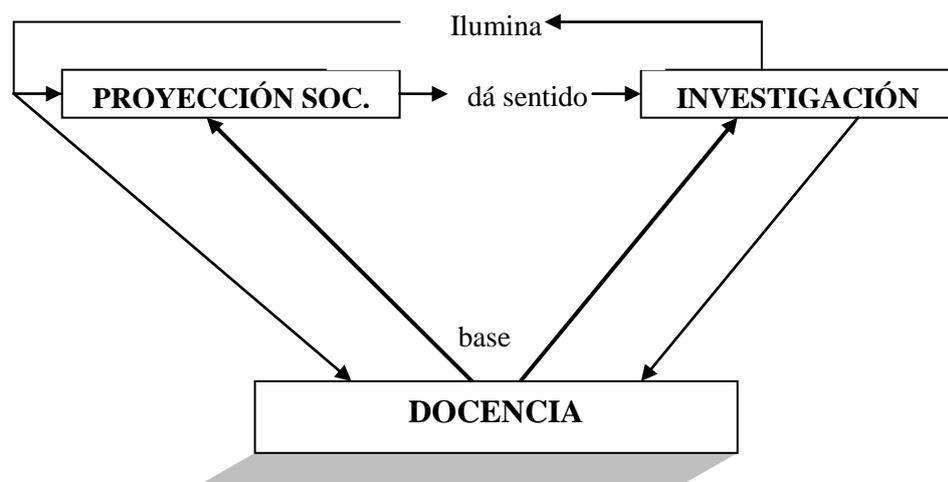 Ilumina
PROYECCIÓN SOC.
dá sentido
INVESTIGACIÓN
base
DOCENCIA